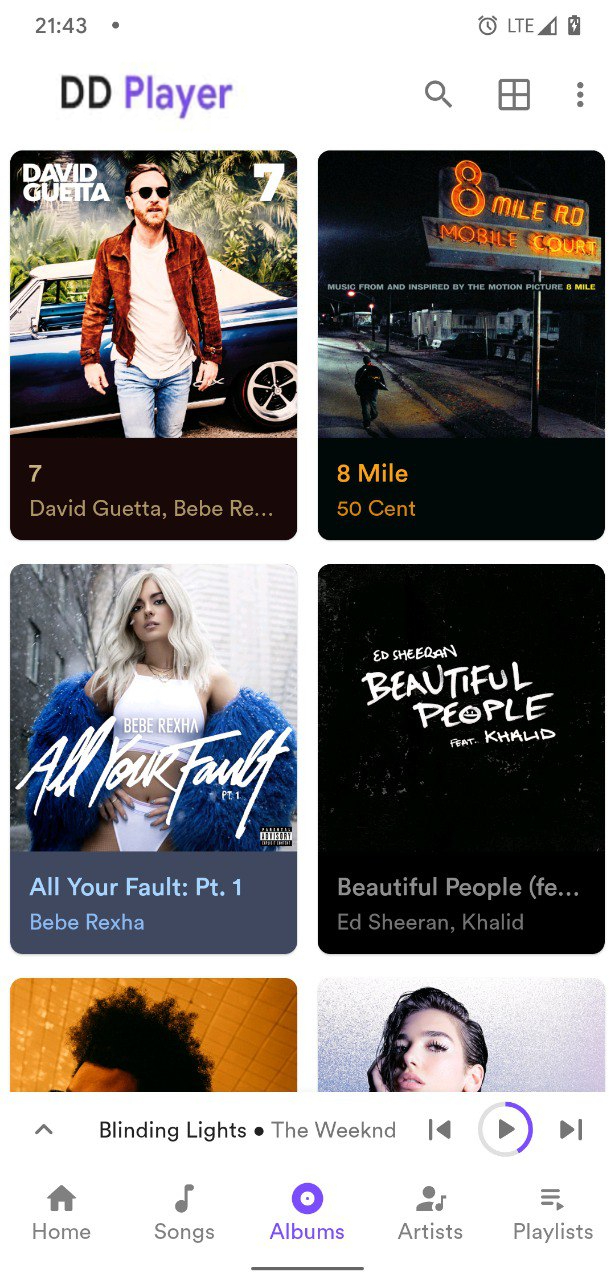 21:43
LTE
DD Player
DAVID
GUETTA
7
8 MILE RD
MOBILE COURT
MUSIC FROM AND INSPIRED BY THE MOTION PICTURE 8 MILE
7
David Guetta, Bebe Re...
8 Mile
50 Cent
BEBE REXHA
All Your Fault
PT. 1
PARENTAL
ADVISORY
EXPLICIT CONTENT
ED SHEERAN
BEAUTIFUL
PEOPLE
FEAT. KHALID
All Your Fault: Pt. 1
Bebe Rexha
Beautiful People (fe...
Ed Sheeran, Khalid
Blinding Lights • The Weeknd
Home
Songs
Albums
Artists
Playlists